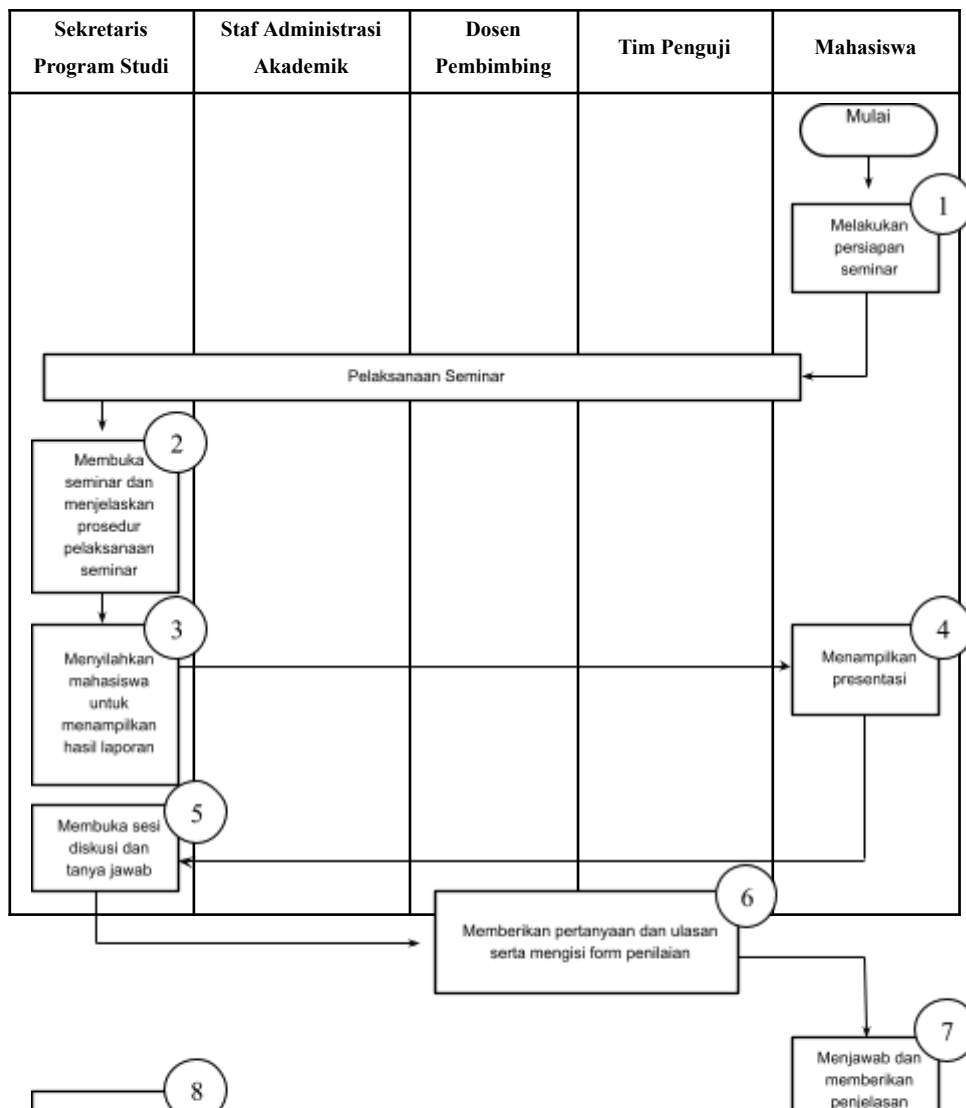 Sekretaris
Program Studi
Staf Administrasi
Akademik
Dosen
Pembimbing
Tim Penguji
Mahasiswa
Mulai
1
Melakukan
persiapan
seminar
Pelaksanaan Seminar
2
Membuka
seminar dan
menjelaskan
prosedur
pelaksanaan
seminar
3
Menyilahkan
mahasiswa
untuk
menampilkan
hasil laporan
4
Menampilkan
presentasi
5
Membuka sesi
diskusi dan
tanya jawab
6
Memberikan pertanyaan dan ulasan
serta mengisi form penilaian
7
Menjawab dan
memberikan
penjelasan
8